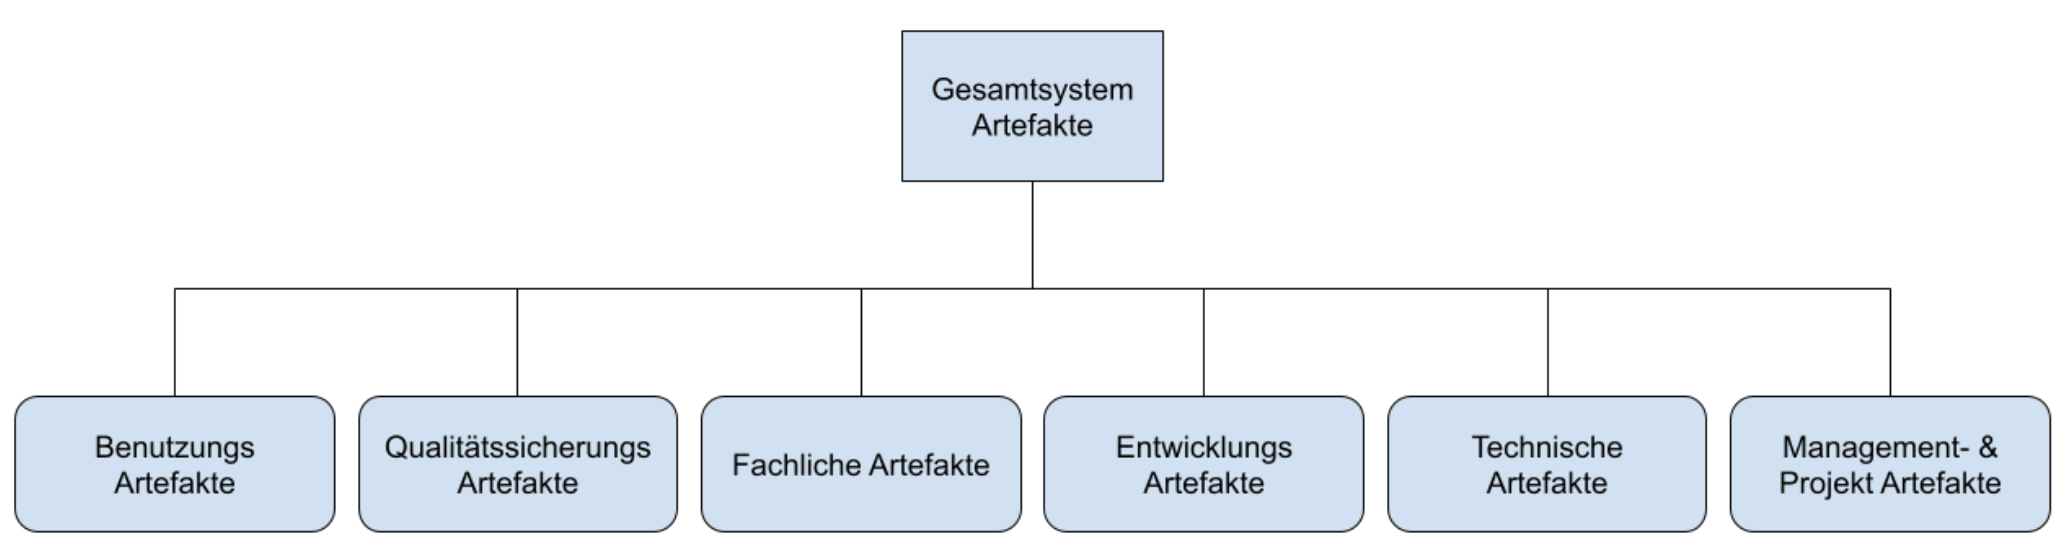 Gesamtsystem
Artefakte
Benutzungs
Artefakte
Qualitätssicherungs
Artefakte
Fachliche Artefakte
Entwicklungs
Artefakte
Technische
Artefakte
Management- &
Projekt Artefakte